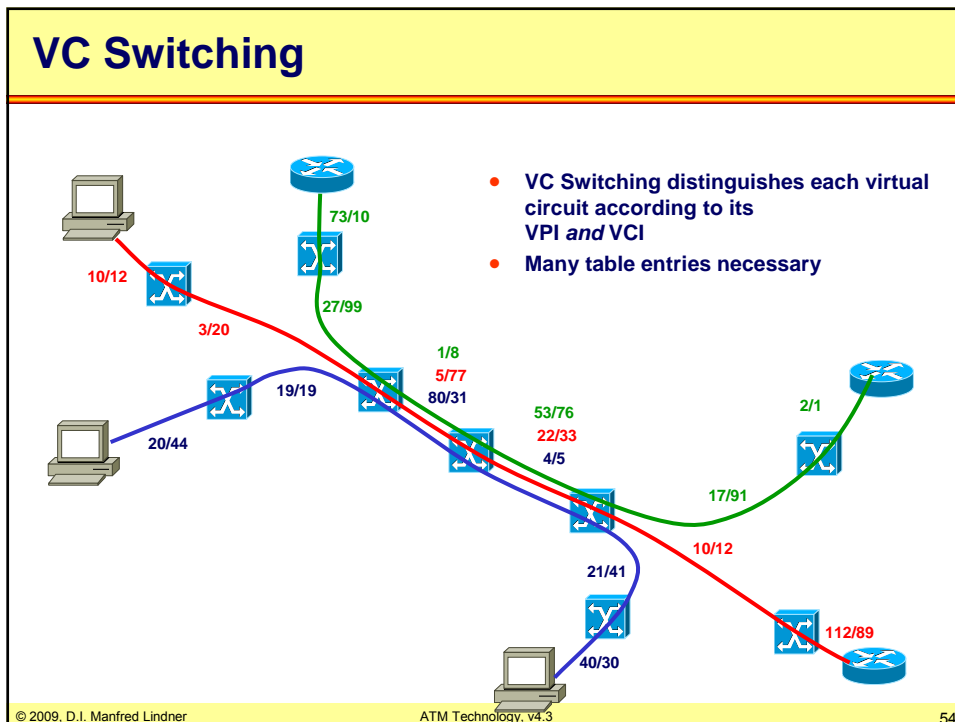 VC Switching
• VC Switching distinguishes each virtual
circuit according to its
VPI and VCI
• Many table entries necessary
73/10
10/12
27/99
3/20
1/8
5/77
80/31
19/19
20/44
53/76
22/33
4/5
2/1
17/91
10/12
21/41
112/89
40/30
© 2009, D.I. Manfred Lindner
ATM Technology, v4.3
54